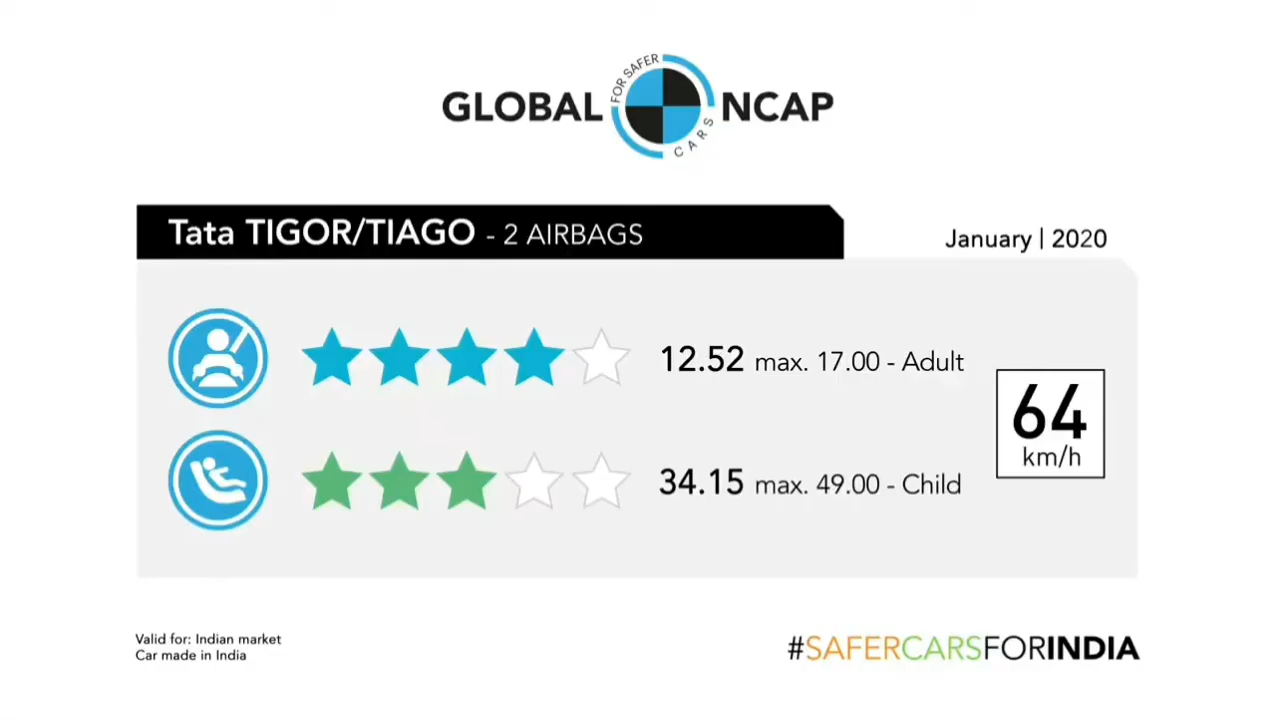 GLOBAL FOR SAFER CARS NCAP
Tata TIGOR/TIAGO - 2 AIRBAGS
January | 2020
12.52 max. 17.00 - Adult
64
km/h
34.15 max. 49.00 - Child
Valid for: Indian market
Car made in India
#SAFERCARSFORINDIA